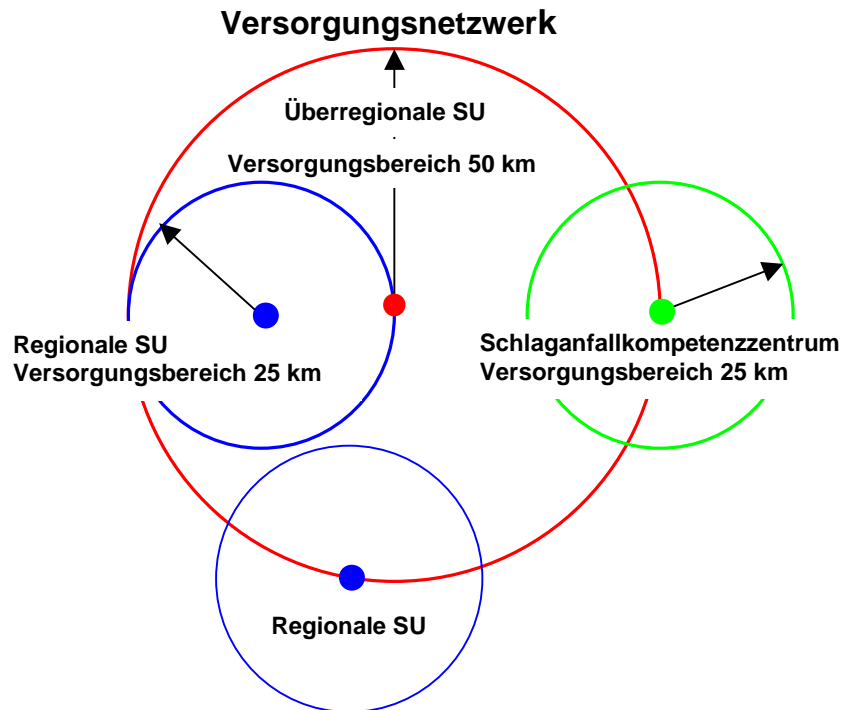 Versorgungsnetzwerk
Überregionale SU
Versorgungsbereich 50 km
Regionale SU
Versorgungsbereich 25 km
Schlaganfallkompetenzzentrum
Versorgungsbereich 25 km
Regionale SU